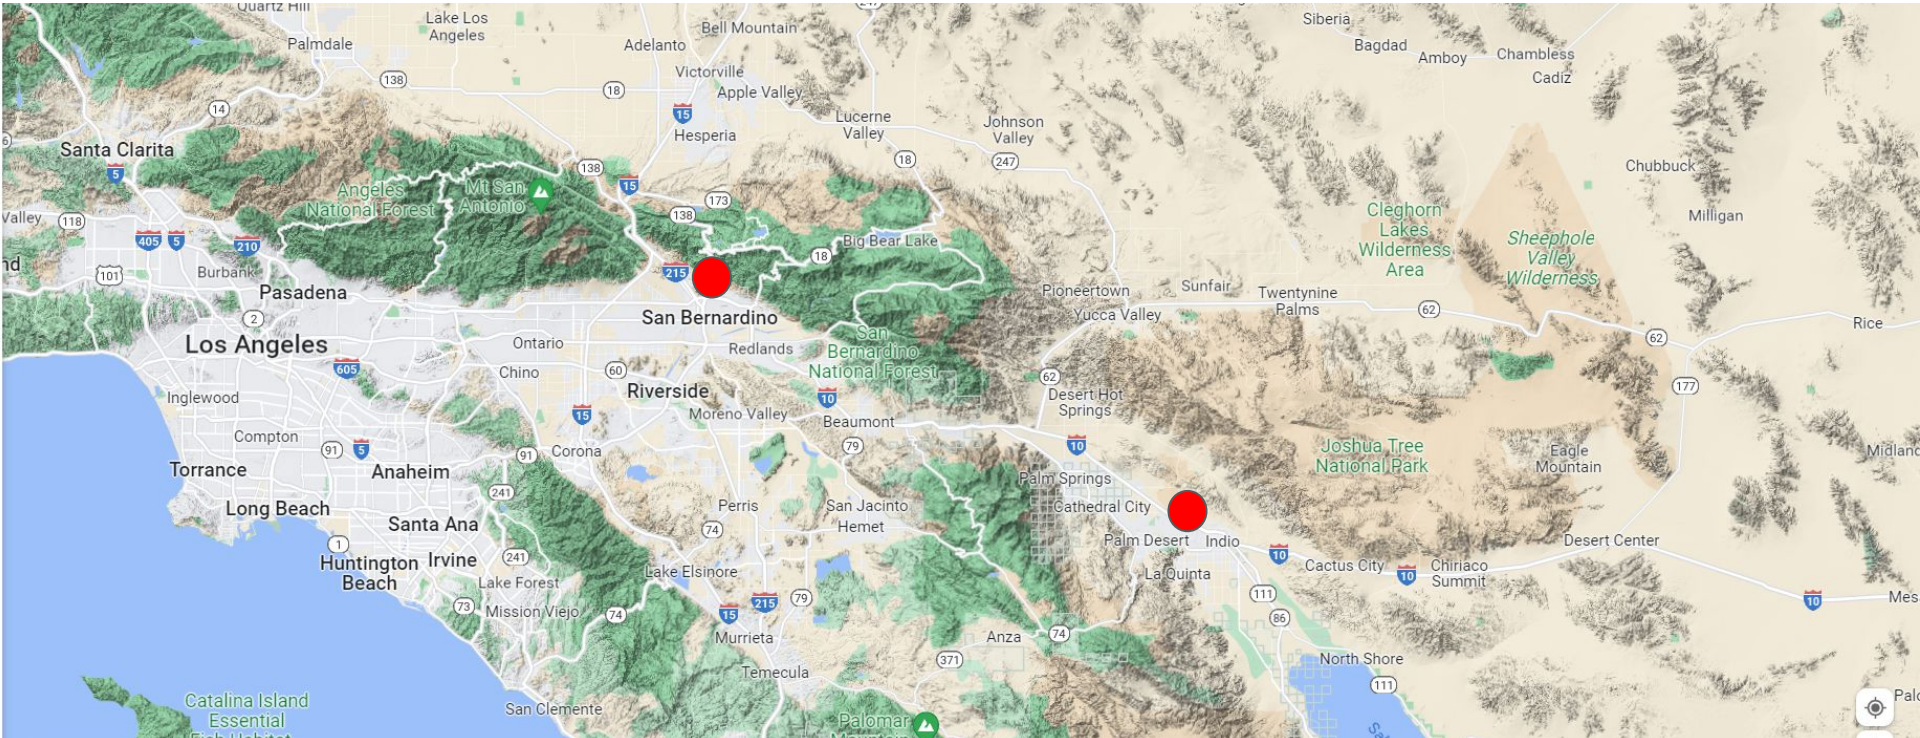 Quartz Hill
Lake Los
Angeles
Palmdale
Adelanto
Bell Mountain
247
Siberia
Bagdad
Amboy
Chambless
Cadiz
138
18
Victorville
Apple Valley
15
Hesperia
14
Lucerne
Valley
Johnson
Valley
247
18
Santa Clarita
5
138
15
Chubbuck
Angeles
National Forest
Mt San
Antonio
173
138
Cleghorn
Lakes
Wilderness
Area
Milligan
Sheephole
Valley
Wilderness
Valley
118
405
5
210
Big Bear Lake
18
nd
101
Burbank
Pasadena
215
Pioneertown
Sunfair
Twentynine
Palms
62
Yucca Valley
San Bernardino
2
Los Angeles
Ontario
Redlands
San
Bernardino
National Forest
62
Rice
605
Chino
60
Riverside
62
177
Inglewood
15
Moreno Valley
10
Beaumont
Desert Hot
Springs
Compton
91
5
91
Corona
79
10
Joshua Tree
National Park
Eagle
Mountain
Midland
Torrance
Anaheim
241
Palm Springs
Long Beach
Santa Ana
Perris
San Jacinto
Hemet
Cathedral City
74
1
Huntington
Beach
Irvine
241
Palm Desert
Indio
10
Desert Center
Lake Forest
Lake Elsinore
La Quinta
Cactus City
10
Chiriaco
Summit
73
Mission Viejo
74
15
215
79
111
86
10
Mes
Murrieta
Anza
74
371
Temecula
North Shore
111
Catalina Island
Essential
Fish Habitat
San Clemente
Palomar
Mountain